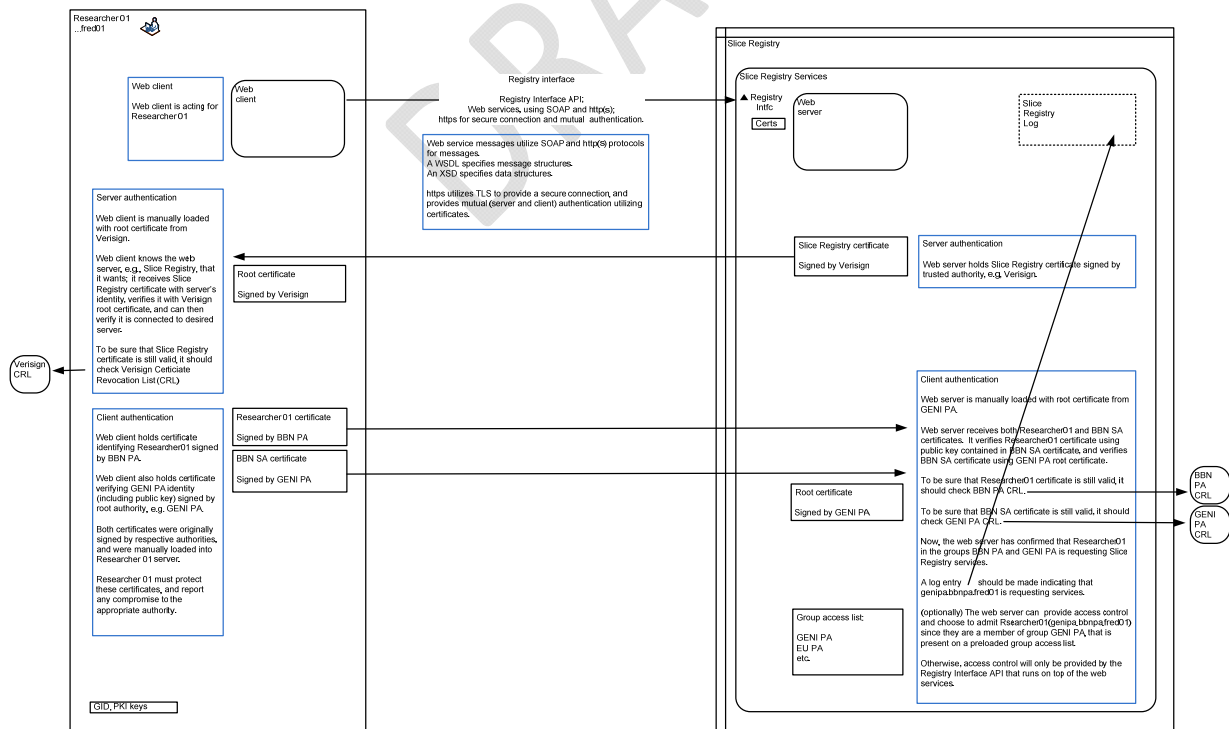 DRA
Researcher 01
...fred01
Web client
Web client is acting for
Researcher 01
Web
client
Registry interface
Registry Interface API:
Web services, using SOAP and http(s);
https for secure connection and mutual authentication.
Web service messages utilize SOAP and http(s) protocols
for messages.
A WSDL specifies message structures.
An XSD specifies data structures.
https utilizes TLS to provide a secure connection, and
provides mutual (server and client) authentication utilizing
certificates.
Slice Registry
Slice Registry Services
Registry
Intfc
Certs
Web
server
Slice
Registry
Log
Server authentication
Web client is manually loaded
with root certificate from
Verisign.
Web client knows the web
server, e.g., Slice Registry, that
it wants; it receives Slice
Registry certificate with server's
identity, verifies it with Verisign
root certificate, and can then
verify it is connected to desired
server.
To be sure that Slice Registry
certificate is still valid, it should
check Verisign Certiciate
Revocation List (CRL)
Root certificate
Signed by Verisign
Slice Registry certificate
Signed by Verisign
Server authentication
Web server holds Slice Registry certificate signed by
trusted authority, e.g, Verisign.
Verisign
CRL
Client authentication
Web client holds certificate
identifying Researcher01 signed
by BBN PA.
Web client also holds certificate
verifying GENI PA identity
(including public key) signed by
root authority, e.g. GENI PA.
Both certificates were originally
signed by respective authorities,
and were manually loaded into
Researcher 01 server.
Researcher 01 must protect
these certificates, and report
any compromise to the
appropriate authority.
Researcher 01 certificate
Signed by BBN PA
BBN SA certificate
Signed by GENI PA
Root certificate
Signed by GENI PA
Group access list:
GENI PA
EU PA
etc.
Client authentication
Web server is manually loaded with root certificate from
GENI PA.
Web server receives both Researcher01 and BBN SA
certificates. It verifies Researcher01 certificate using
public key contained in BBN SA certificate, and verifies
BBN SA certificate using GENI PA root certificate.
To be sure that Researcher01 certificate is still valid, it
should check BBN PA CRL.
To be sure that BBN SA certificate is still valid, it should
check GENI PA CRL.
Now, the web server has confirmed that Researcher01
in the groups BBN PA and GENI PA is requesting Slice
Registry services.
A log entry should be made indicating that
genipa.bbnpa.fred01 is requesting services.
(optionally) The web server can provide access control
and choose to admit Rsearcher01(genipa.bbnpa.fred01)
since they are a member of group GENI PA, that is
present on a preloaded group access list.
Otherwise, access control will only be provided by the
Registry Interface API that runs on top of the web
services.
BBN
PA
CRL
GENI
PA
CRL
GID, PKI keys